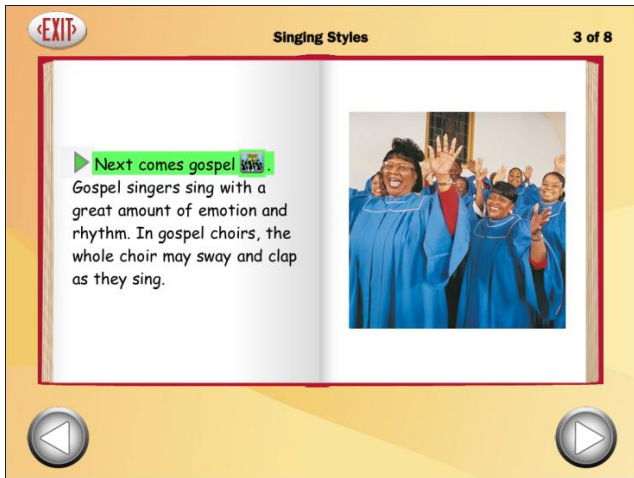 EXIT
Singing Styles
3 of 8
Next comes gospel .
Gospel singers sing with a
great amount of emotion and
rhythm. In gospel choirs, the
whole choir may sway and clap
as they sing.